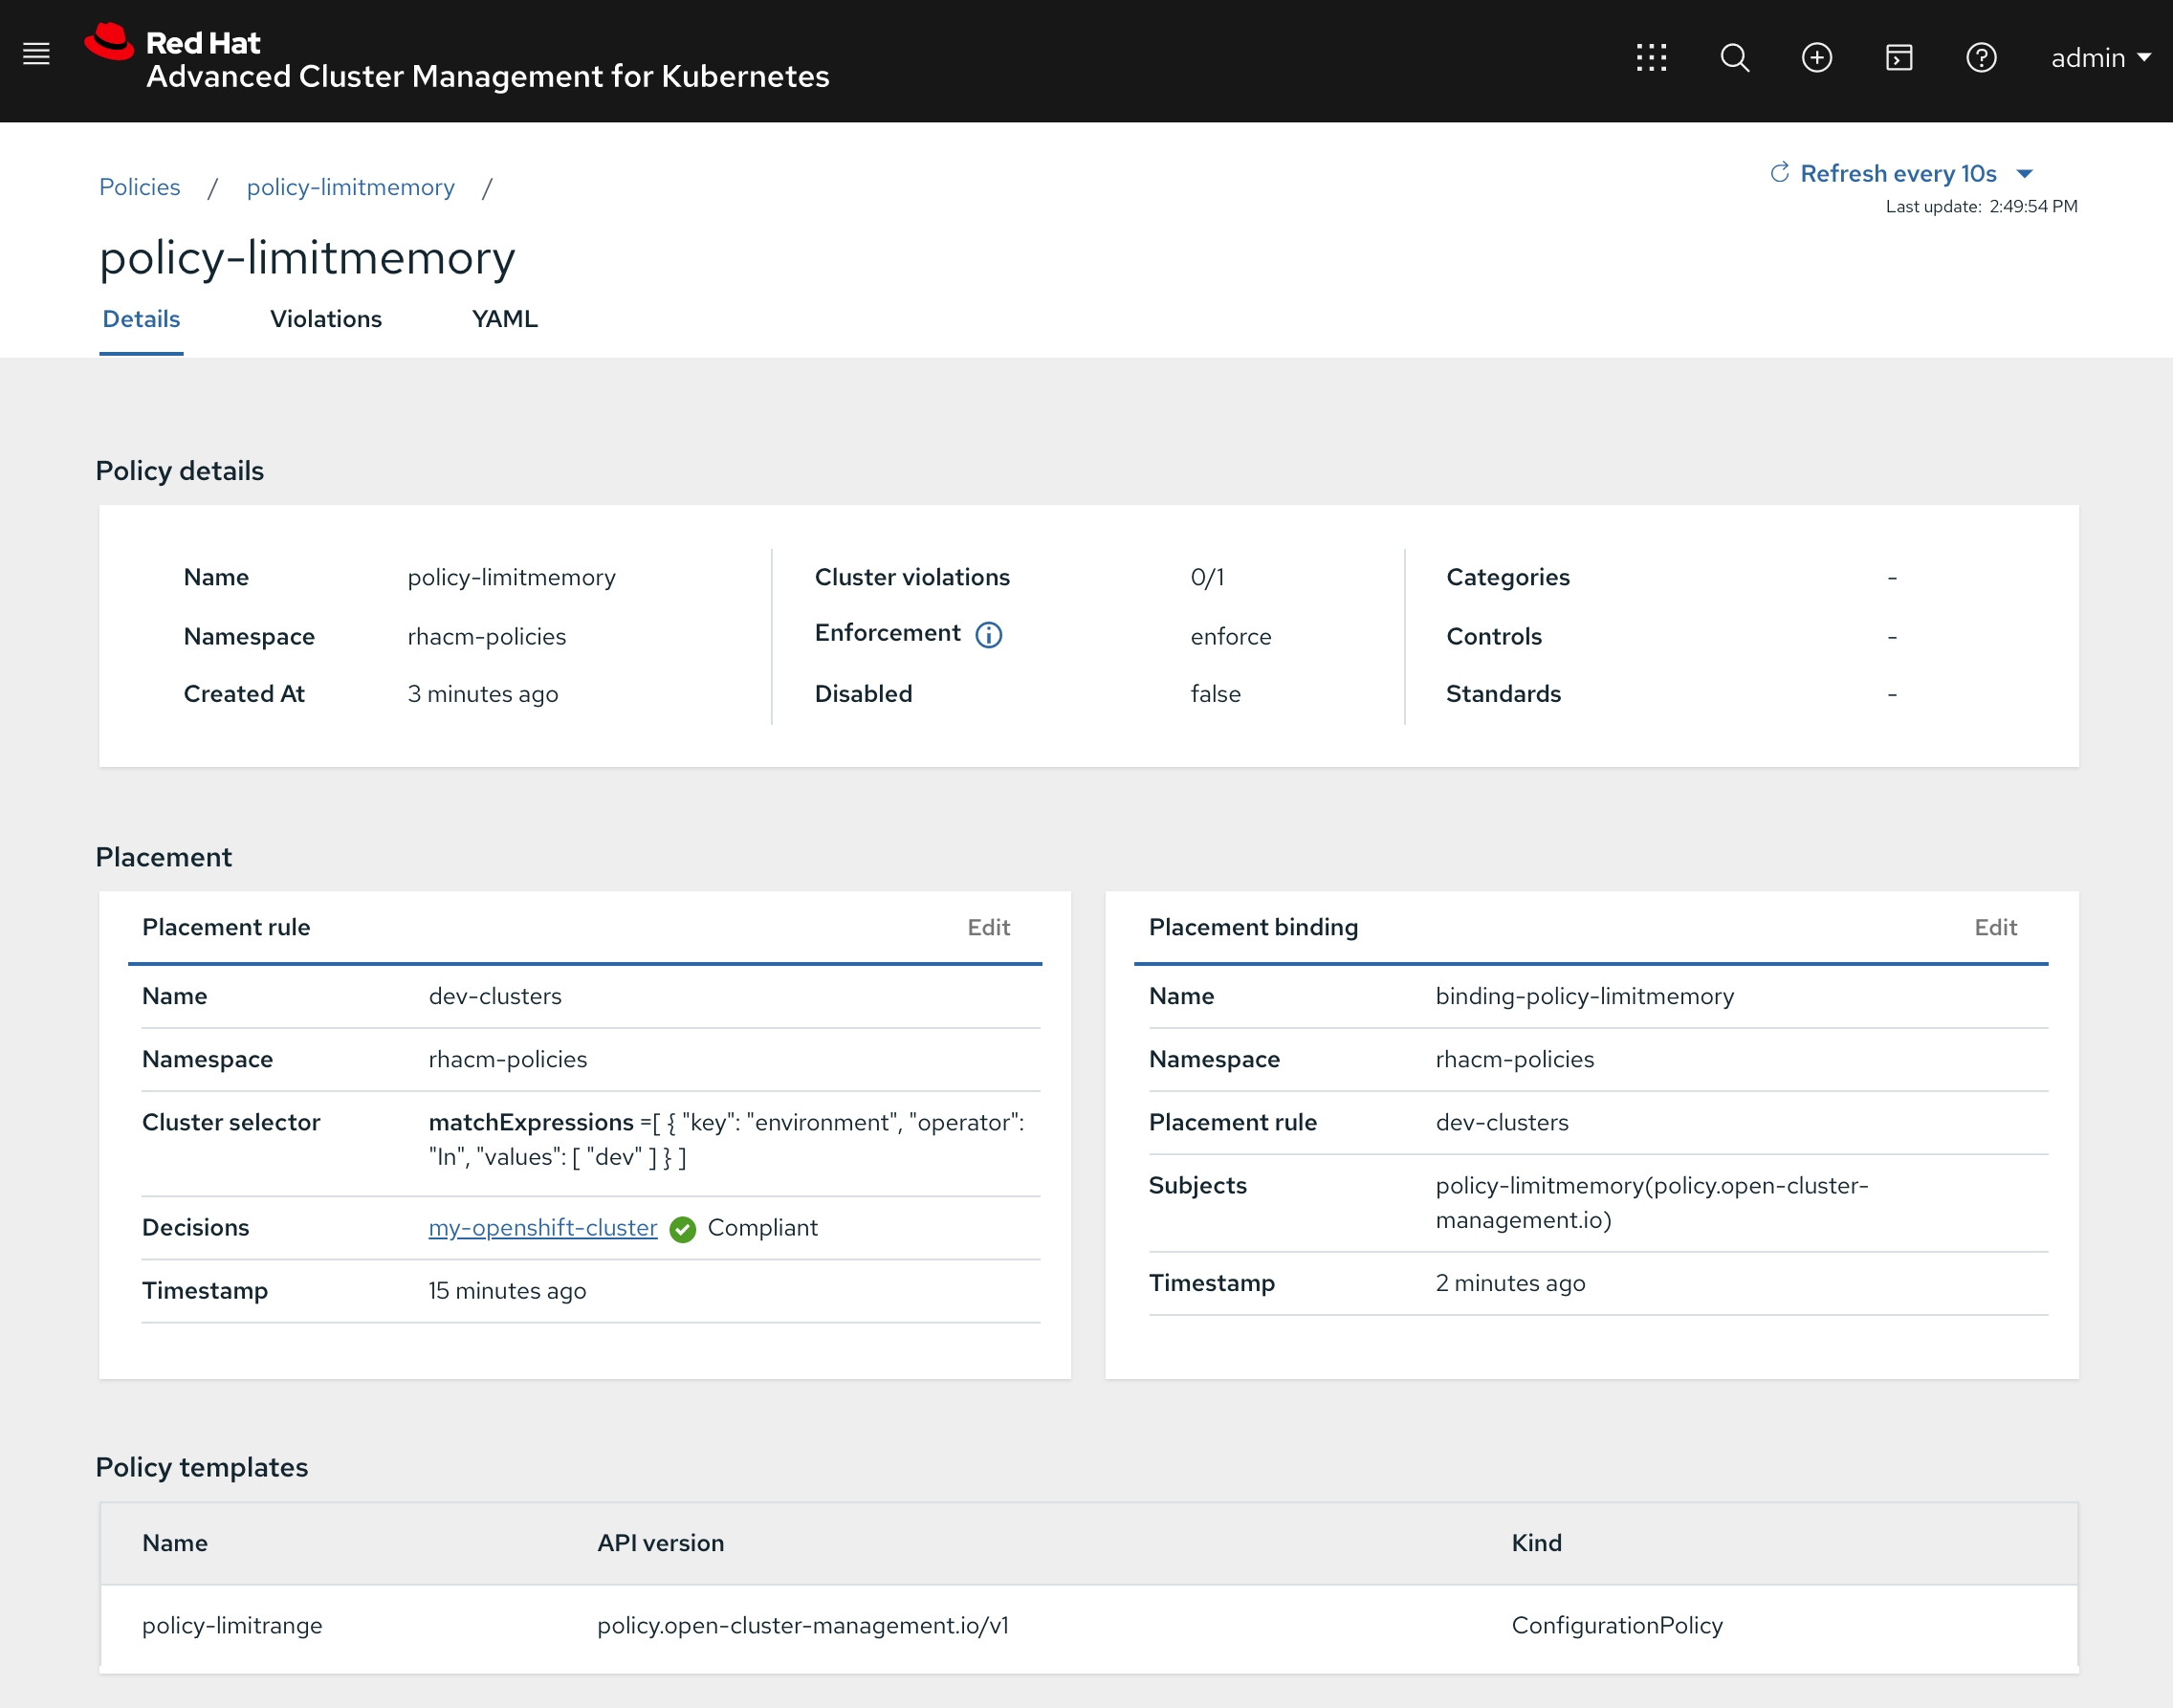 Red Hat
Advanced Cluster Management for Kubernetes
admin
Policies / policy-limitmemory /
Refresh every 10s
Last update: 2:49:54 PM
policy-limitmemory
Details Violations YAML
Policy details
Name policy-limitmemory Cluster violations 0/1 Categories -
Namespace rhacm-policies Enforcement enforce Controls -
Created At 3 minutes ago Disabled false Standards -
Placement
Placement rule Edit
Name dev-clusters
Namespace rhacm-policies
Cluster selector matchExpressions =[ { "key": "environment", "operator":
"In", "values": [ "dev" ] } ]
Decisions my-openshift-cluster Compliant
Timestamp 15 minutes ago
Placement binding Edit
Name binding-policy-limitmemory
Namespace rhacm-policies
Placement rule dev-clusters
Subjects policy-limitmemory(policy.open-cluster-
management.io)
Timestamp 2 minutes ago
Policy templates
Name API version Kind
policy-limitrange policy.open-cluster-management.io/v1 ConfigurationPolicy